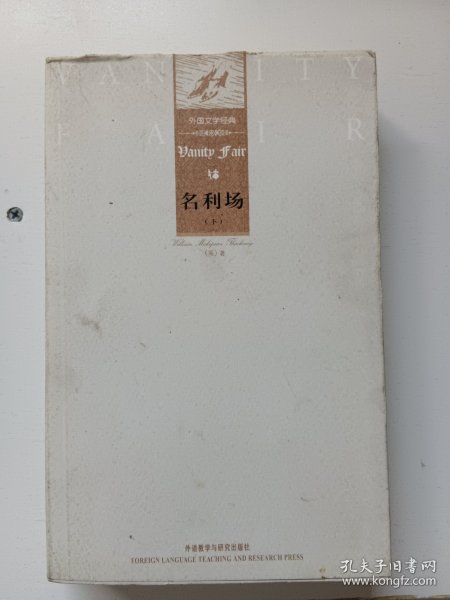 VANITY
FAIR
外国文学经典
Vanity Fair
名利场
（下）
William Makepeace Thackeray
（英）著
外语教学与研究出版社
FOREIGN LANGUAGE TEACHING AND RESEARCH PRESS
孔夫子旧书网
www.kongfz.com